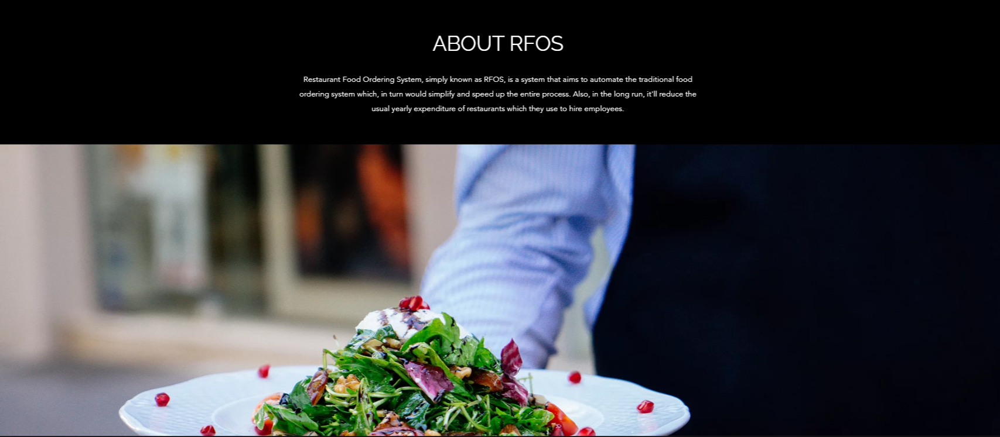 ABOUT RFOS
Restaurant Food Ordering System, simply known as RFOS, is a system that aims to automate the traditional food
ordering system which, in turn would simplify and speed up the entire process. Also, in the long run, it'll reduce the
usual yearly expenditure of restaurants which they use to hire employees.